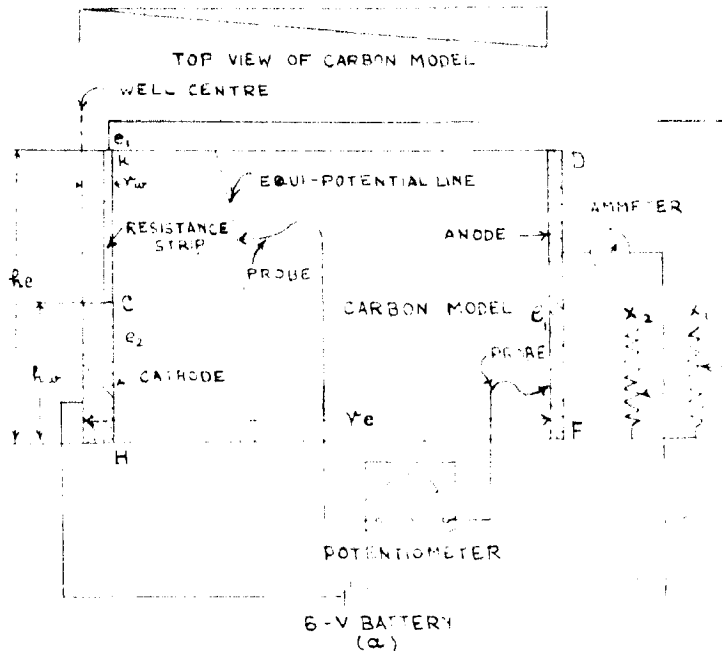 TOP VIEW OF CARBON MODEL
WELL CENTRE
e₁
K
D
rw
EQUI-POTENTIAL LINE
AMMETER
RESISTANCE STRIP
ANODE
PROBE
he
C
CARBON MODEL
e₁
x₂
x₁
e₂
PROBE
hw
CATHODE
re
F
H
POTENTIOMETER
6-V BATTERY
(a)